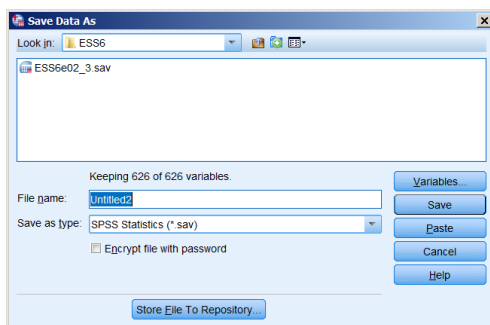 Save Data As
Look in: ESS6
ESS6e02_3.sav
Keeping 626 of 626 variables.
Variables...
File name: Untitled2
Save
Save as type: SPSS Statistics (*.sav)
Paste
Encrypt file with password
Cancel
Help
Store File To Repository...